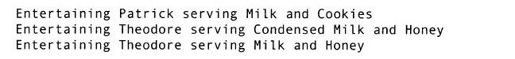 Entertaining Patrick serving Milk and Cookies
Entertaining Theodore serving Condensed Milk and Honey
Entertaining Theodore serving Milk and Honey